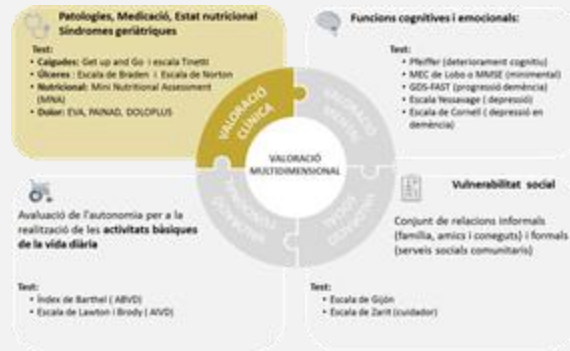 Patologies, Medicació, Estat nutricional
Síndromes geriàtriques
Test:
• Caigudes: Get up and Go i escala Tinetti
• Úlceres : Escala de Braden i Escala de Norton
• Nutricional: Mini Nutritional Assessment
(MNA)
• Dolor: EVA, PAINAD, DOLOPLUS
Funcions cognitives i emocionals:
Test:
• Pfeiffer (deteriorament cognitiu)
• MEC de Lobo o MMSE (minimental)
• GDS-FAST (progressió demència)
• Escala Yessavage ( depressió)
• Escala de Cornell ( depressió en
demència)
VALORACIÓ
CLÍNICA
VALORACIÓ
VALORACIÓ
MULTIDIMENSIONAL
VALORACIÓ
FUNCIONAL
VALORACIÓ
SOCIAL
Avaluació de l'autonomia per a la
realització de les activitats bàsiques
de la vida diària
Test:
• Índex de Barthel ( ABVD)
• Escala de Lawton i Brody ( AIVD)
Vulnerabilitat social
Conjunt de relacions informals
(família, amics i coneguts) i formals
(serveis socials comunitaris)
Test:
• Escala de Gijón
• Escala de Zarit (cuidador)